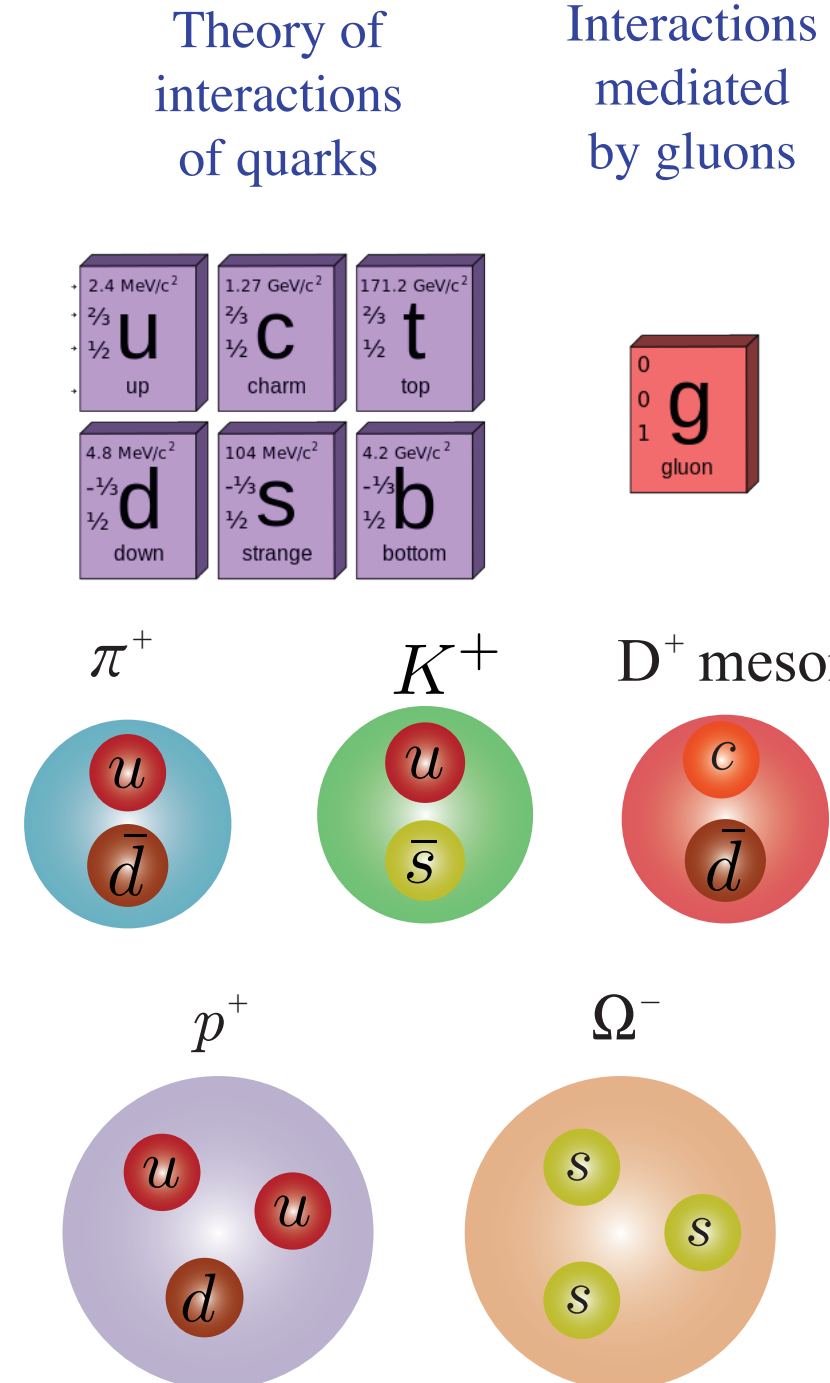 Theory of
interactions
of quarks
Interactions
mediated
by gluons
2.4 MeV/c²
⅔
½
u
up
1.27 GeV/c²
⅔
½
c
charm
171.2 GeV/c²
⅔
½
t
top
4.8 MeV/c²
-⅓
½
d
down
104 MeV/c²
-⅓
½
s
strange
4.2 GeV/c²
-⅓
½
b
bottom
0
0
1
g
gluon
π⁺
K⁺
D⁺ meso
u
d̄
u
s̄
c
d̄
p⁺
Ω⁻
u
u
d
s
s
s